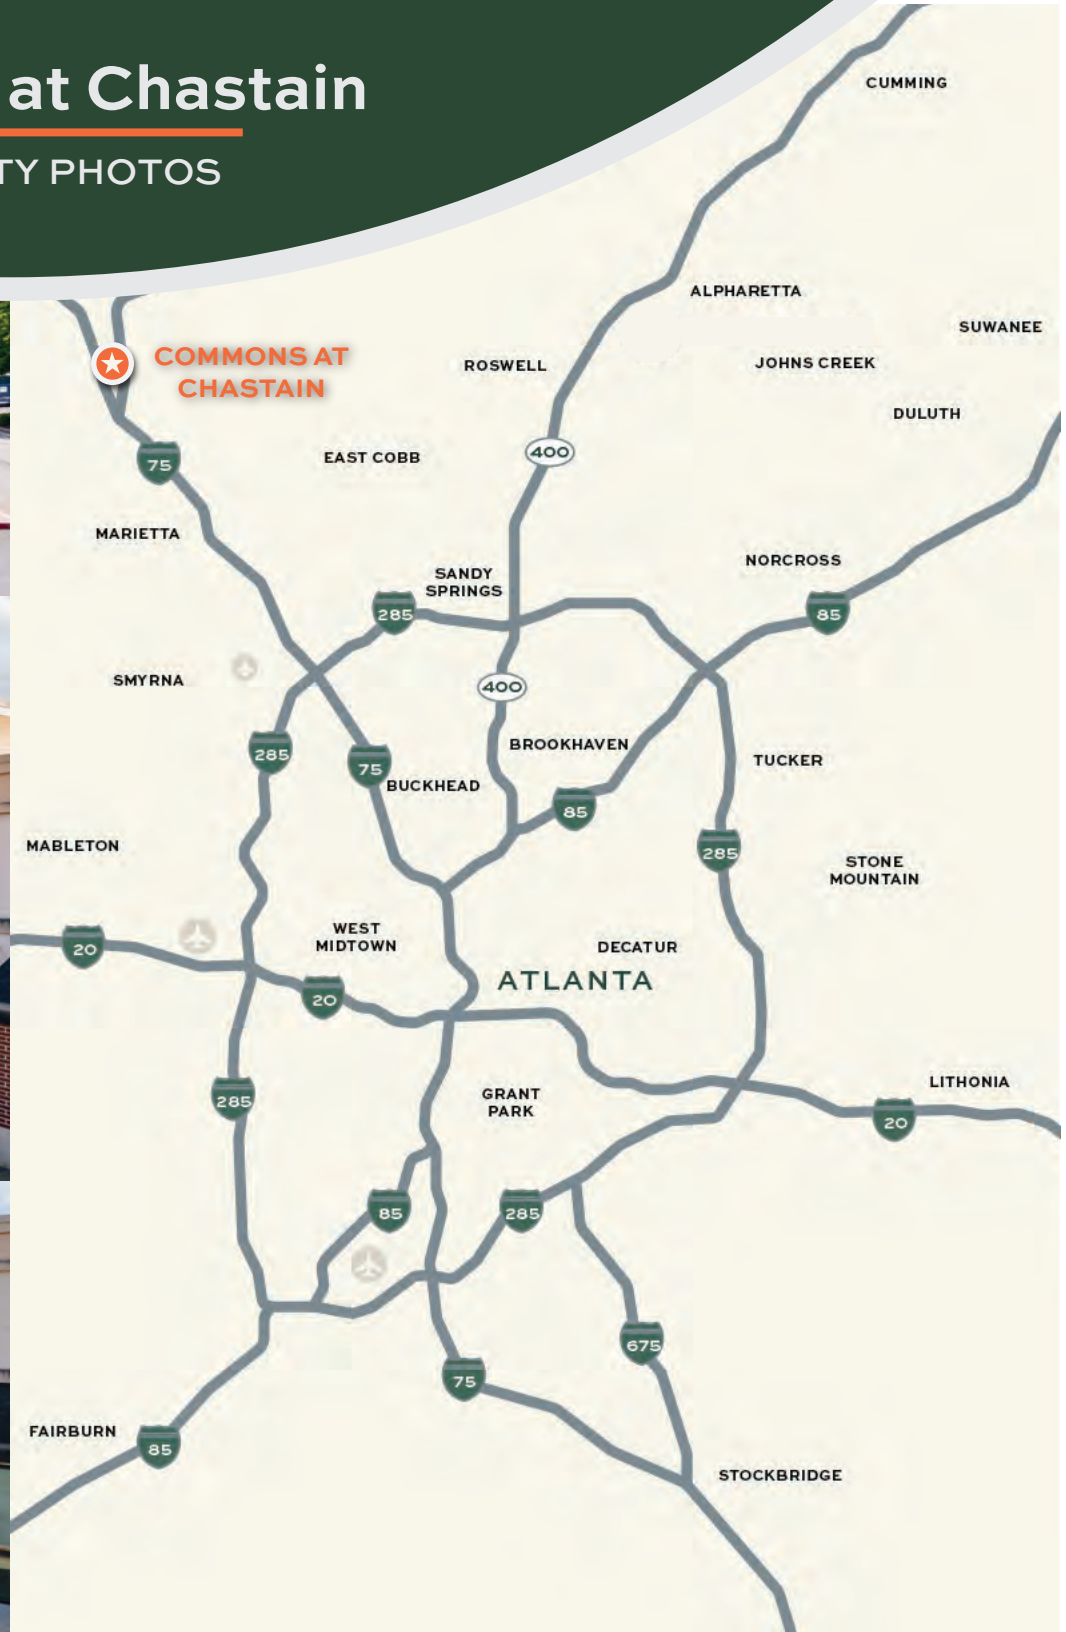 at Chastain
TY PHOTOS
CUMMING
ALPHARETTA
SUWANEE
COMMONS AT
CHASTAIN
ROSWELL
JOHNS CREEK
DULUTH
400
EAST COBB
75
MARIETTA
NORCROSS
SANDY
SPRINGS
285
85
SMYRNA
400
BROOKHAVEN
285
75
TUCKER
BUCKHEAD
85
MABLETON
285
STONE
MOUNTAIN
WEST
MIDTOWN
20
DECATUR
ATLANTA
20
LITHONIA
GRANT
PARK
285
20
85
285
675
75
FAIRBURN
85
STOCKBRIDGE